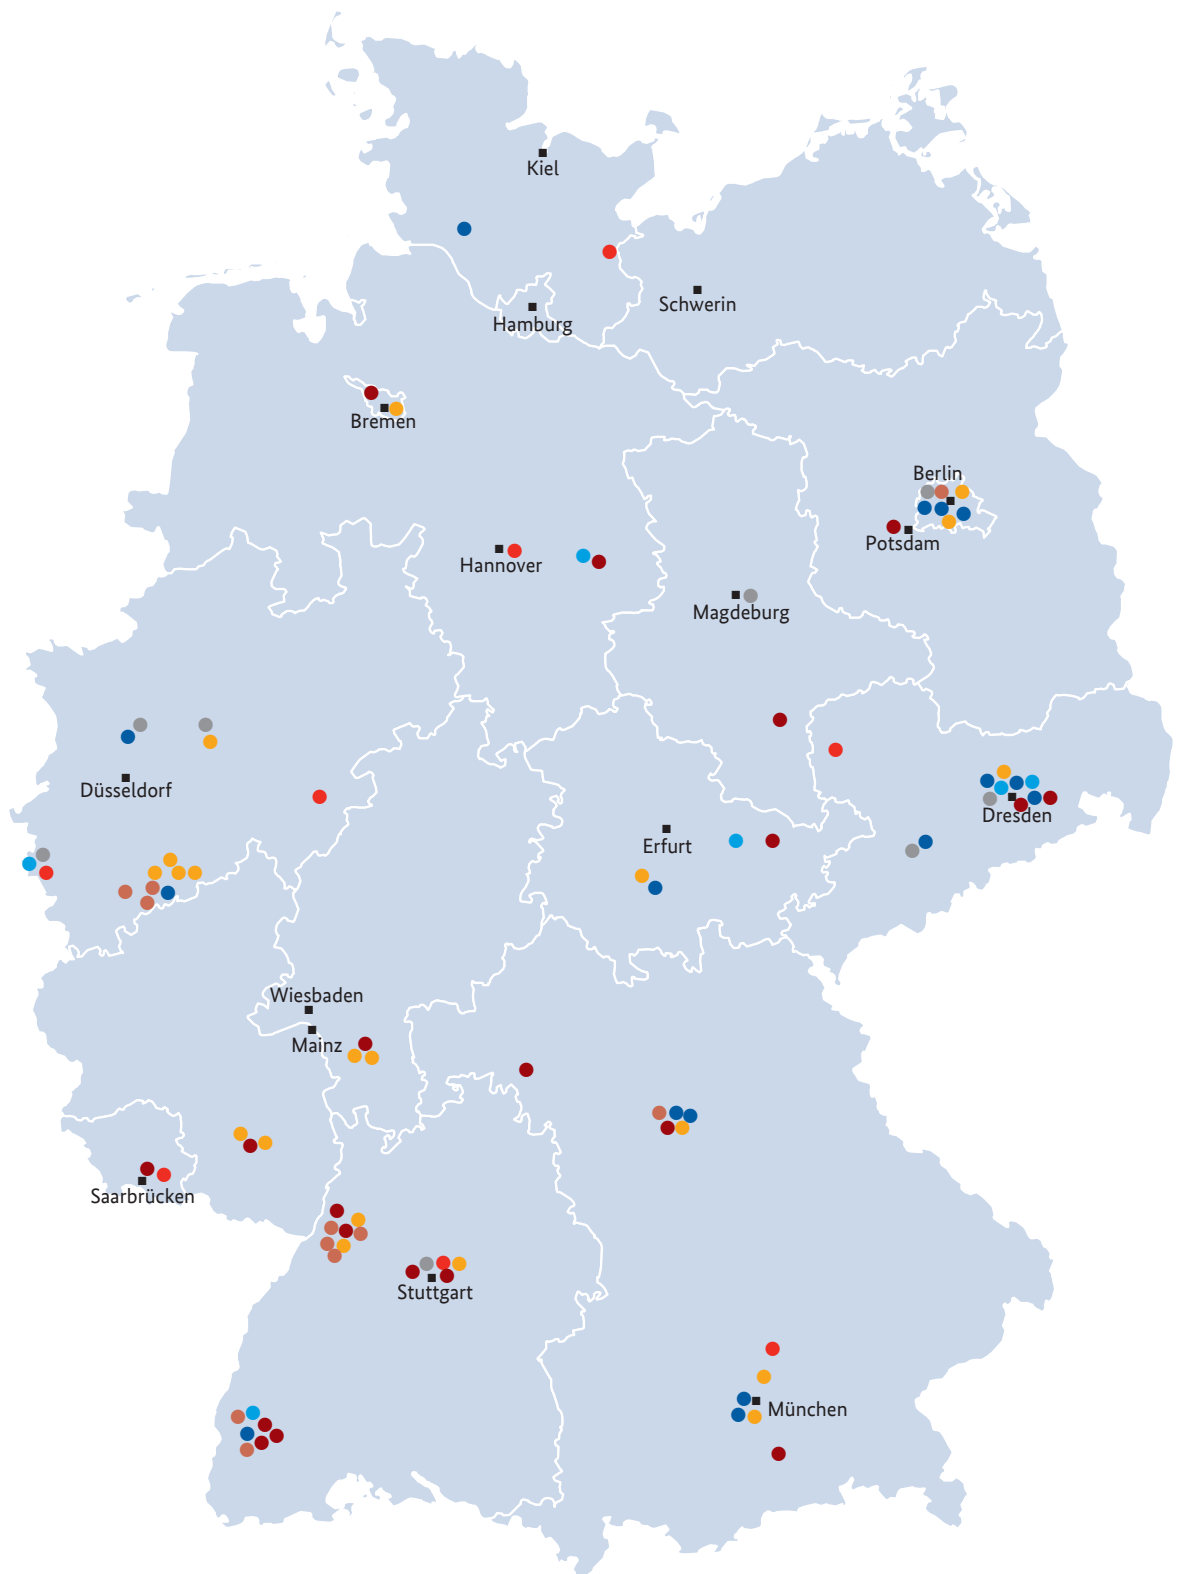 Kiel
Schwerin
Hamburg
Bremen
Berlin
Potsdam
Hannover
Magdeburg
Düsseldorf
Dresden
Erfurt
Wiesbaden
Mainz
Saarbrücken
Stuttgart
München